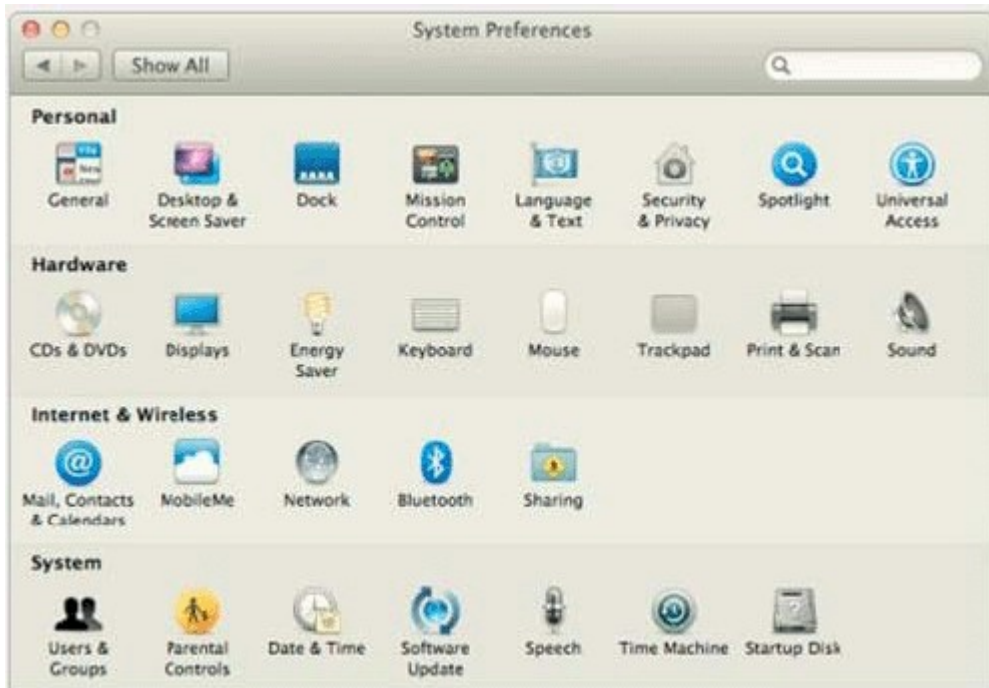 System Preferences
Show All
Personal
General
Desktop &
Screen Saver
Dock
Mission
Control
Language
& Text
Security
& Privacy
Spotlight
Universal
Access
Hardware
CDs & DVDs
Displays
Energy
Saver
Keyboard
Mouse
Trackpad
Print & Scan
Sound
Internet & Wireless
Mail, Contacts
& Calendars
MobileMe
Network
Bluetooth
Sharing
System
Users &
Groups
Parental
Controls
Date & Time
Software
Update
Speech
Time Machine
Startup Disk